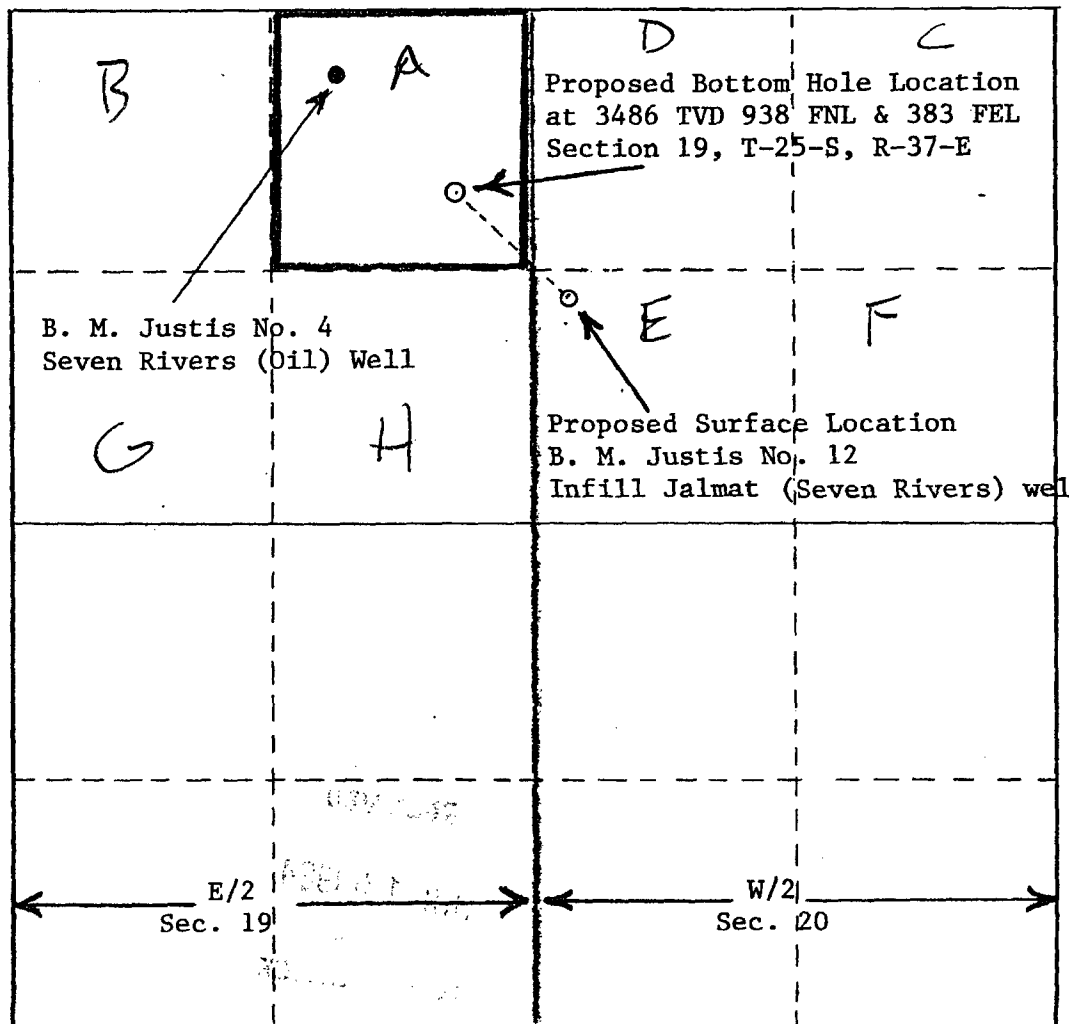 B
A
D
C
Proposed Bottom Hole Location
at 3486 TVD 938 FNL & 383 FEL
Section 19, T-25-S, R-37-E
B. M. Justis No. 4
Seven Rivers (Oil) Well
E
F
G
H
Proposed Surface Location
B. M. Justis No. 12
Infill Jalmat (Seven Rivers) wel
E/2
Sec. 19
W/2
Sec. 20